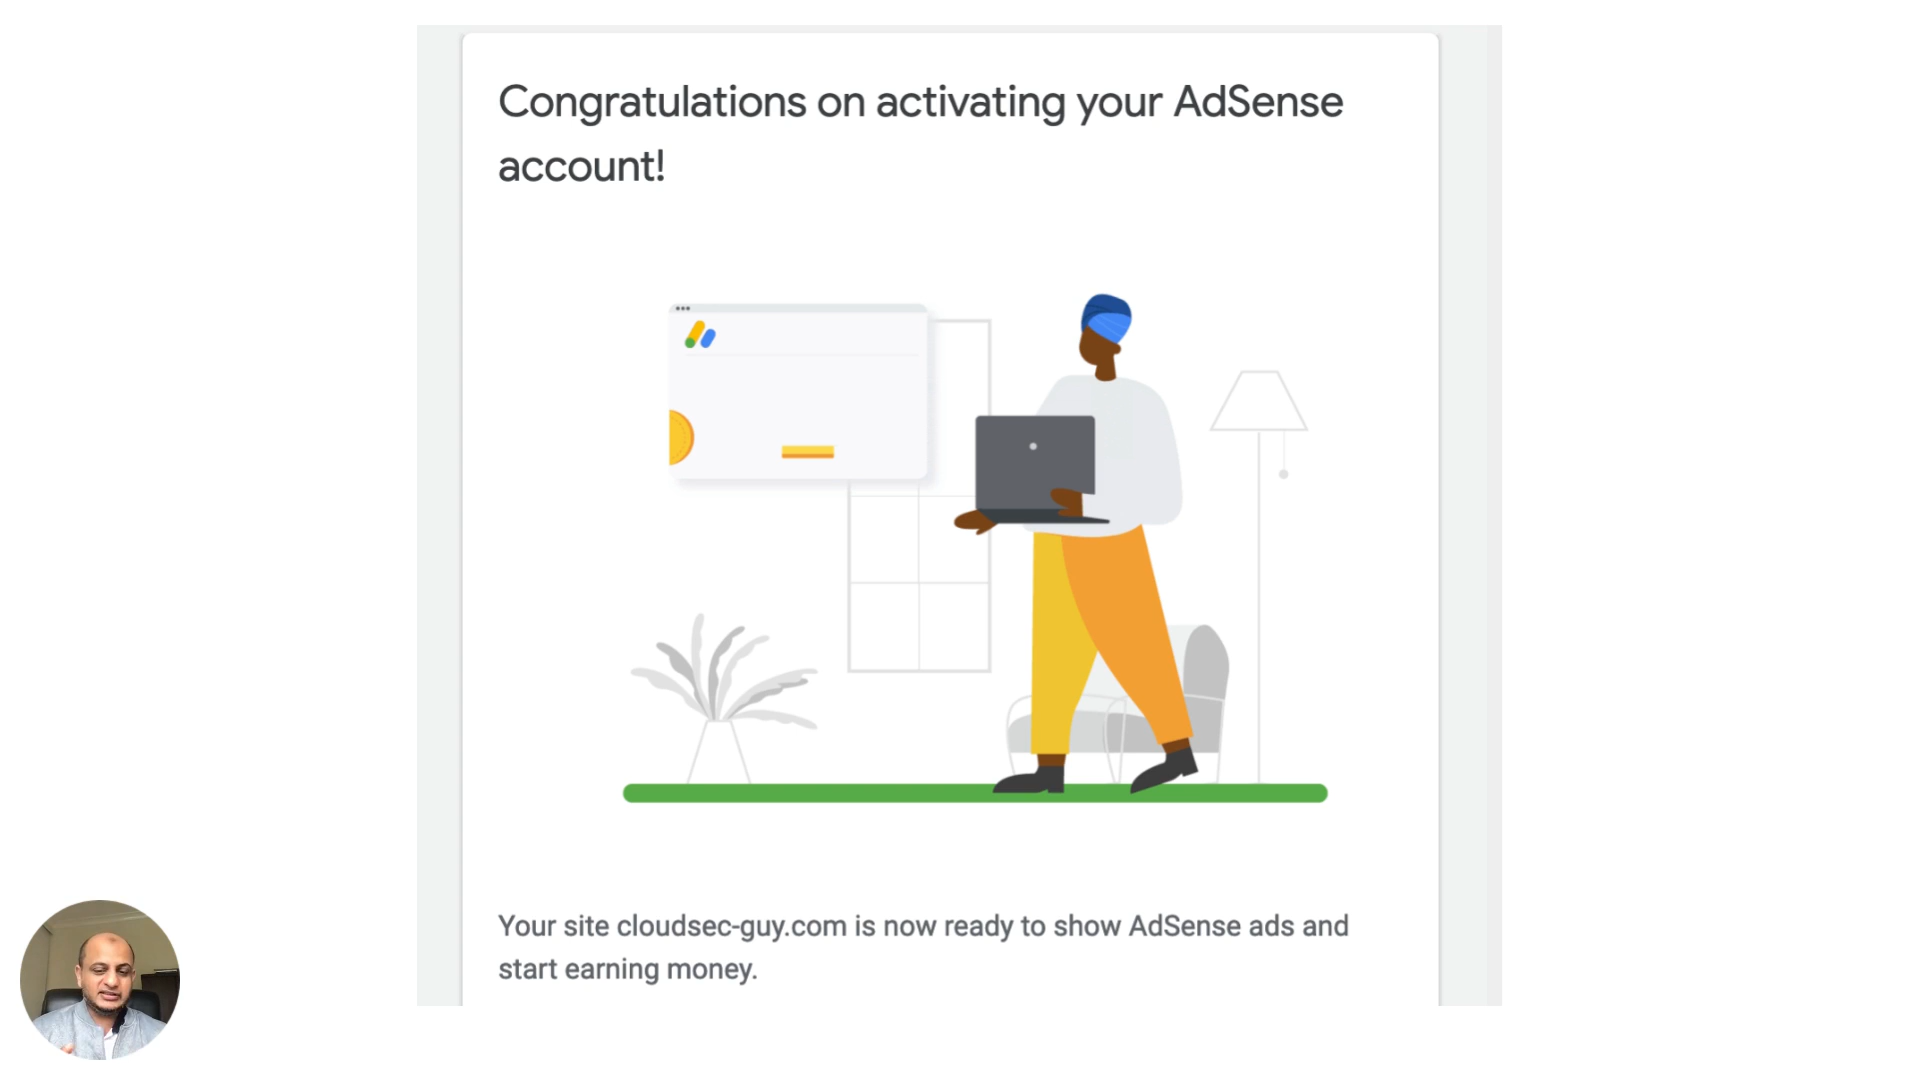 Congratulations on activating your AdSense
account!
Your site cloudsec-guy.com is now ready to show AdSense ads and
start earning money.